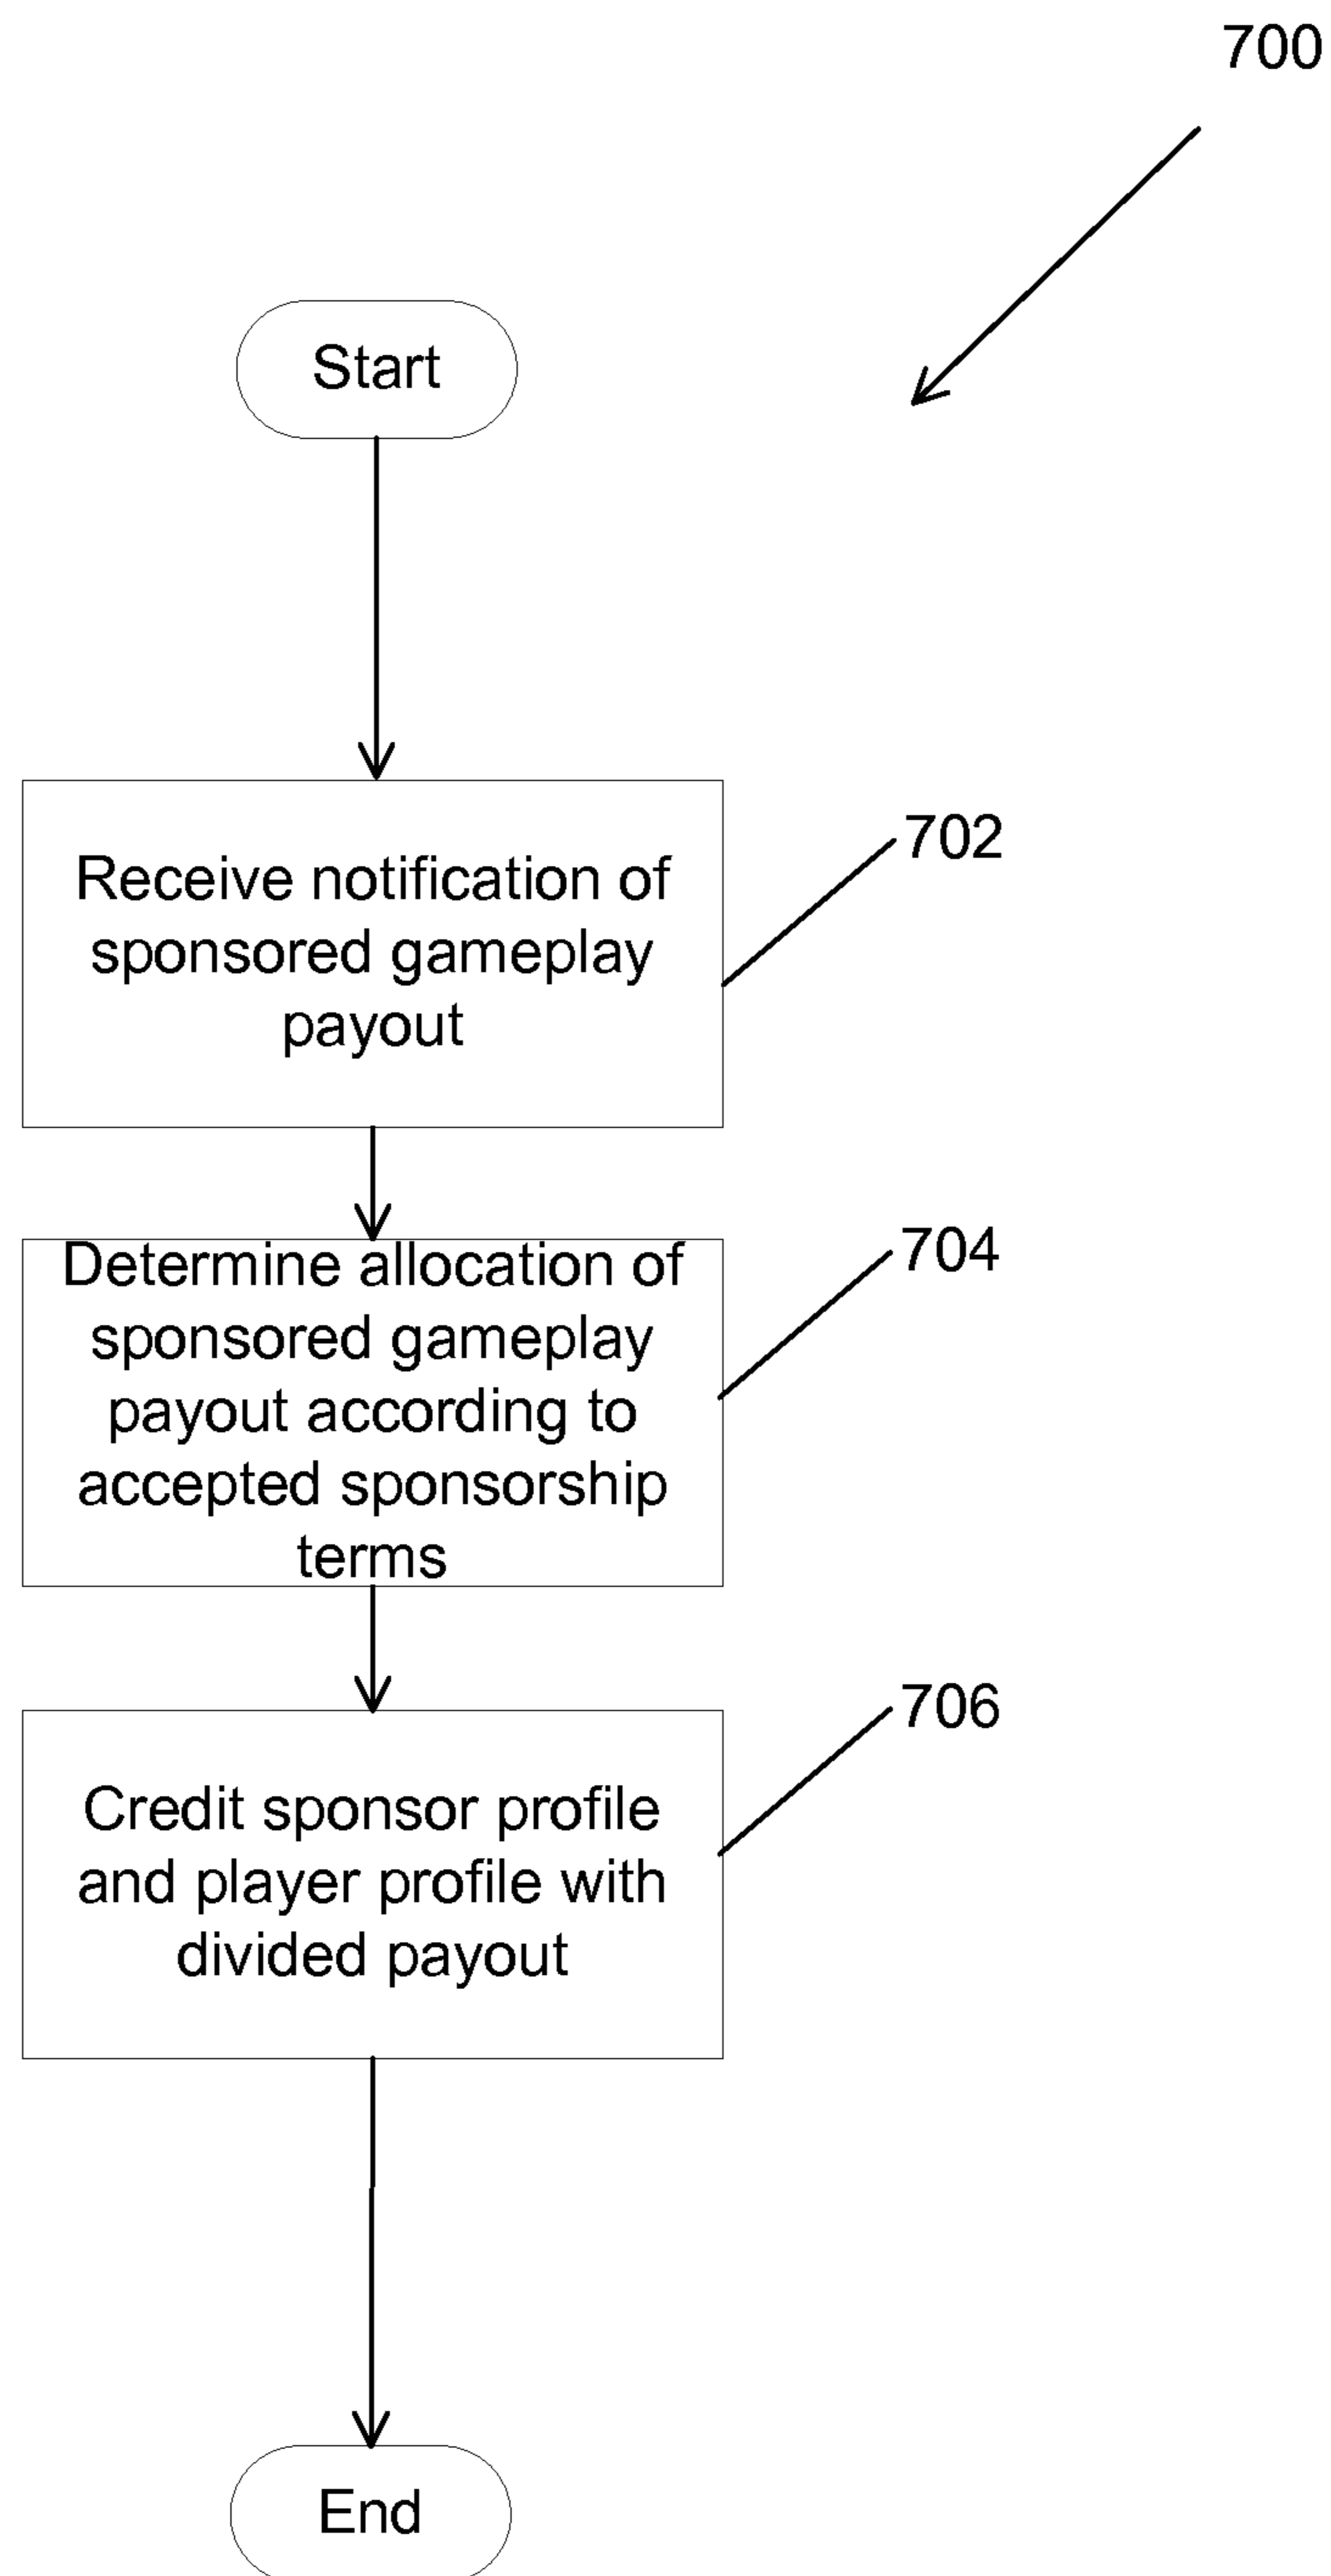 700
Start
Receive notification of
sponsored gameplay
payout
702
Determine allocation of
sponsored gameplay
payout according to
accepted sponsorship
terms
704
Credit sponsor profile
and player profile with
divided payout
706
End